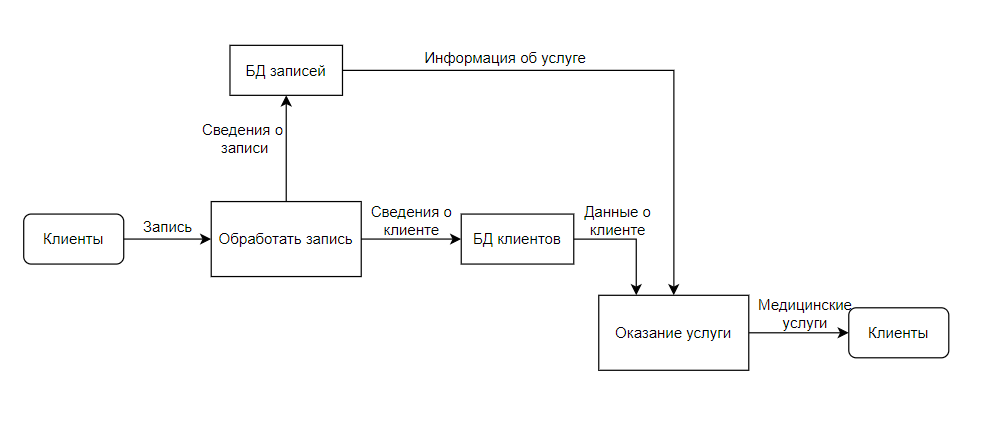 Информация об услуге
БД записей
Сведения о
записи
Клиенты
Запись
Обработать запись
Сведения о
клиенте
БД клиентов
Данные о
клиенте
Оказание услуги
Медицинские
услуги
Клиенты